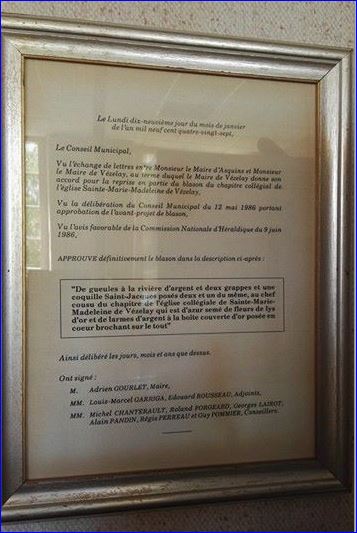 Le Lundi dix-neuvième jour du mois de janvier
de l'an mil neuf cent quatre-vingt-sept,
Le Conseil Municipal,
Vu l'échange de lettres entre Monsieur le Maire d'Asquins et Monsieur
le Maire de Vézelay, au terme duquel le Maire de Vézelay donne son
accord pour la reprise en partie du blason du chapitre collégial de
l'église Sainte-Marie-Madeleine de Vézelay,
Vu la délibération du Conseil Municipal du 12 mai 1986 portant
approbation de l'avant-projet de blason,
Vu l'avis favorable de la Commission Nationale d'Héraldique du 9 juin
1986,
APPROUVE définitivement le blason dans la description ci-après :
"De gueules à la rivière d'argent et deux grappes et une
coquille Saint-Jacques posés deux et un du même, au chef
cousu du chapitre de l'église collégiale de Sainte-Marie-
Madeleine de Vézelay qui est d'azur semé de fleurs de lys
d'or et de larmes d'argent à la boîte couverte d'or posée en
coeur brochant sur le tout"
Ainsi délibéré les jours, mois et ans que dessus.
Ont signé :
M. Adrien GOURLET, Maire,
MM. Louis-Marcel GARRIGA, Edouard ROUSSEAU, Adjoints,
MM. Michel CHANTERAULT, Roland PORGEARD, Georges LAIROT,
Alain PANDIN, Régis PERREAU et Guy POMMIER, Conseillers.